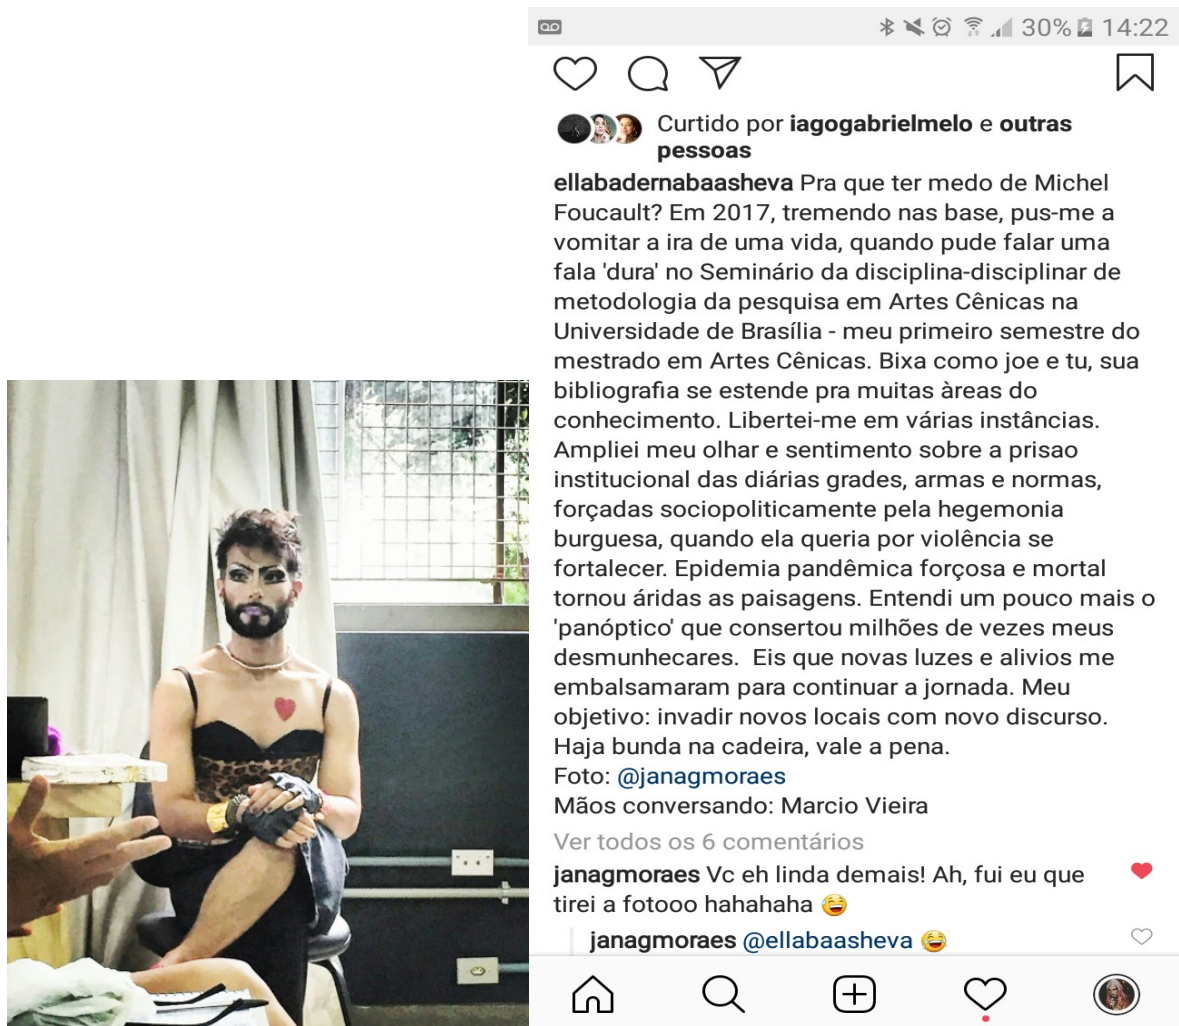 30% 14:22
Curtido por iagogabrielmelo e outras
pessoas
ellabadernabaasheva Pra que ter medo de Michel
Foucault? Em 2017, tremendo nas base, pus-me a
vomitar a ira de uma vida, quando pude falar uma
fala 'dura' no Seminário da disciplina-disciplinar de
metodologia da pesquisa em Artes Cênicas na
Universidade de Brasília - meu primeiro semestre do
mestrado em Artes Cênicas. Bixa como joe e tu, sua
bibliografia se estende pra muitas àreas do
conhecimento. Libertei-me em várias instâncias.
Ampliei meu olhar e sentimento sobre a prisao
institucional das diárias grades, armas e normas,
forçadas sociopoliticamente pela hegemonia
burguesa, quando ela queria por violência se
fortalecer. Epidemia pandêmica forçosa e mortal
tornou áridas as paisagens. Entendi um pouco mais o
'panóptico' que consertou milhões de vezes meus
desmunhecares. Eis que novas luzes e alivios me
embalsamaram para continuar a jornada. Meu
objetivo: invadir novos locais com novo discurso.
Haja bunda na cadeira, vale a pena.
Foto: @janagmoraes
Mãos conversando: Marcio Vieira
Ver todos os 6 comentários
janagmoraes Vc eh linda demais! Ah, fui eu que
tirei a fotooo hahahaha 😂
janagmoraes @ellabaasheva 😂